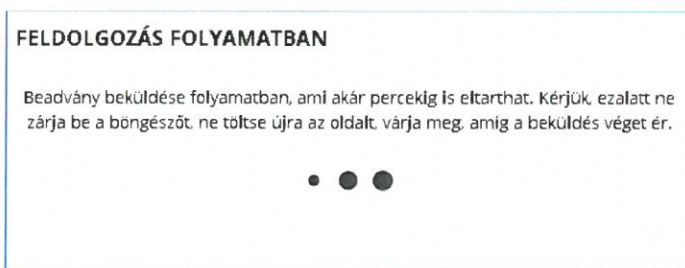 FELDOLGOZÁS FOLYAMATBAN
Beadvány beküldése folyamatban, ami akár percekig is eltarthat. Kérjük, ezalatt ne
zárja be a böngészőt, ne töltse újra az oldalt, várja meg, amíg a beküldés véget ér.